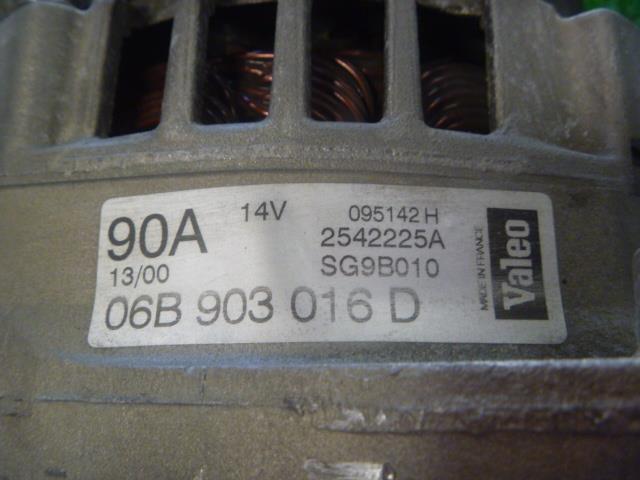 90A 14V 095142 H
2542225A
13/00 SG9B010
06B 903 016 D
MADE IN FRANCE
Valeo